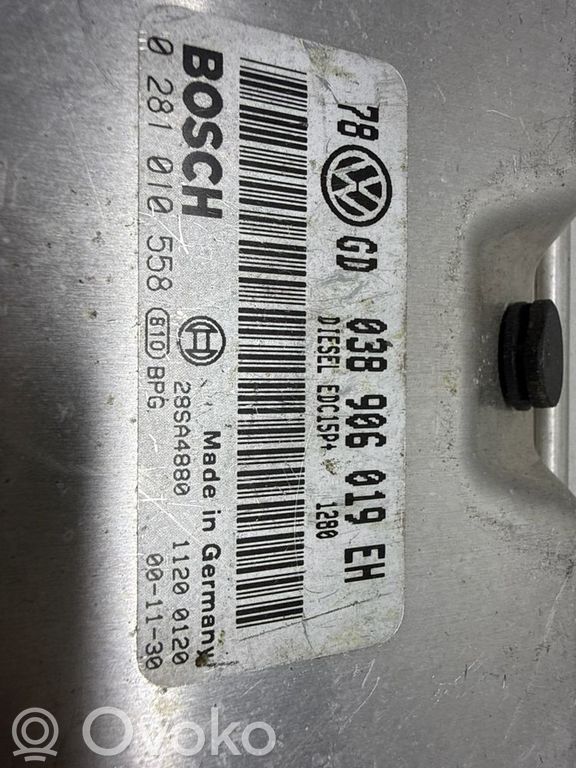 78 GD 038 906 019 EH
DIESEL EDC15P+ 1280
BOSCH
Made in Germany
0 281 010 558 610 BPG 28SA4880 1120 0120
00-11-30
Ovoko